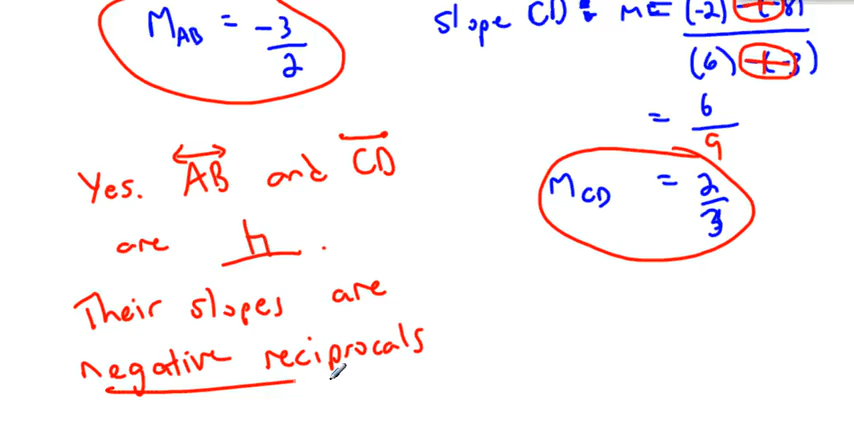 M_AB = -3/2
slope CD : m = (-2) - (-8) / (6) - (-3)
= 6/9
M_CD = 2/3
Yes. AB and CD
are ⊥.
Their slopes are
negative reciprocals